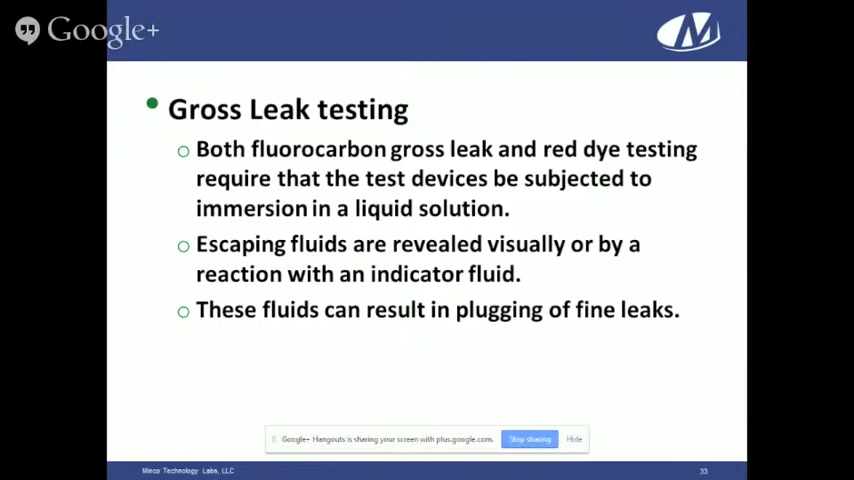 Google+
M
Gross Leak testing
Both fluorocarbon gross leak and red dye testing
require that the test devices be subjected to
immersion in a liquid solution.
Escaping fluids are revealed visually or by a
reaction with an indicator fluid.
These fluids can result in plugging of fine leaks.
Google+ Hangouts is sharing your screen with plus.google.com. Stop sharing Hide
Minco Technology Labs, LLC 33